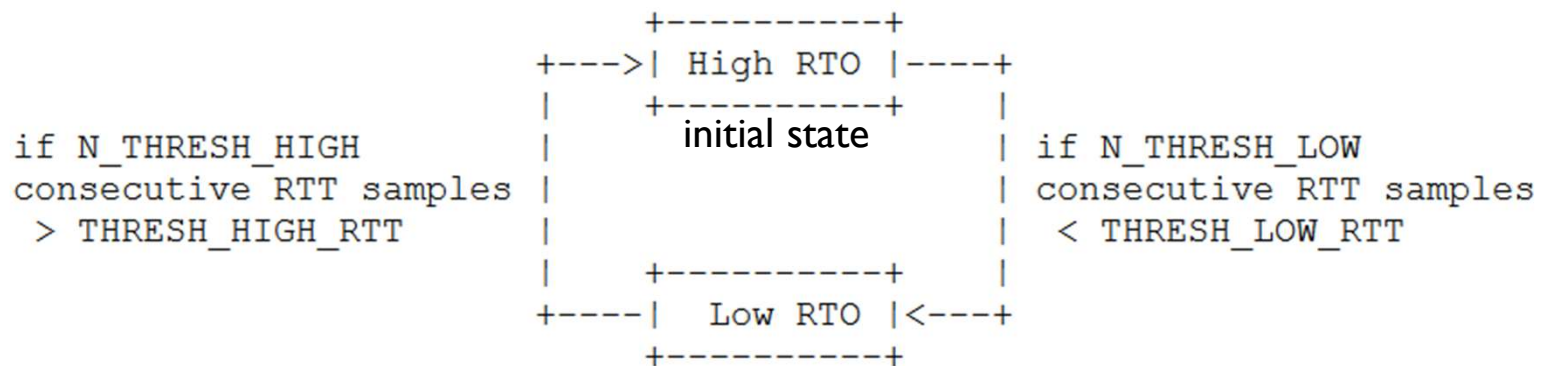 +----------+
+--->| High RTO |----+
| +----------+ |
initial state
if N_THRESH_HIGH | | if N_THRESH_LOW
consecutive RTT samples | | consecutive RTT samples
> THRESH_HIGH_RTT | | < THRESH_LOW_RTT
| +----------+ |
+----| Low RTO |<---+
+----------+